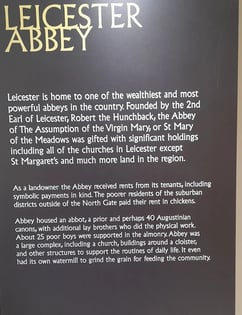 LEICESTER
ABBEY
Leicester is home to one of the wealthiest and most
powerful abbeys in the country. Founded by the 2nd
Earl of Leicester, Robert the Hunchback, the Abbey
of The Assumption of the Virgin Mary, or St Mary
of the Meadows was gifted with significant holdings
including all of the churches in Leicester except
St Margaret's and much more land in the region.
As a landowner the Abbey received rents from its tenants, including
symbolic payments in kind. The poorer residents of the suburban
districts outside of the North Gate paid their rent in chickens.
Abbey housed an abbot, a prior and perhaps 40 Augustinian
canons, with additional lay brothers who did the physical work.
About 25 poor boys were supported in the almonry. Abbey was
a large complex, including a church, buildings around a cloister,
and other structures to support the routines of daily life. It even
had its own watermill to grind the grain for feeding the community.